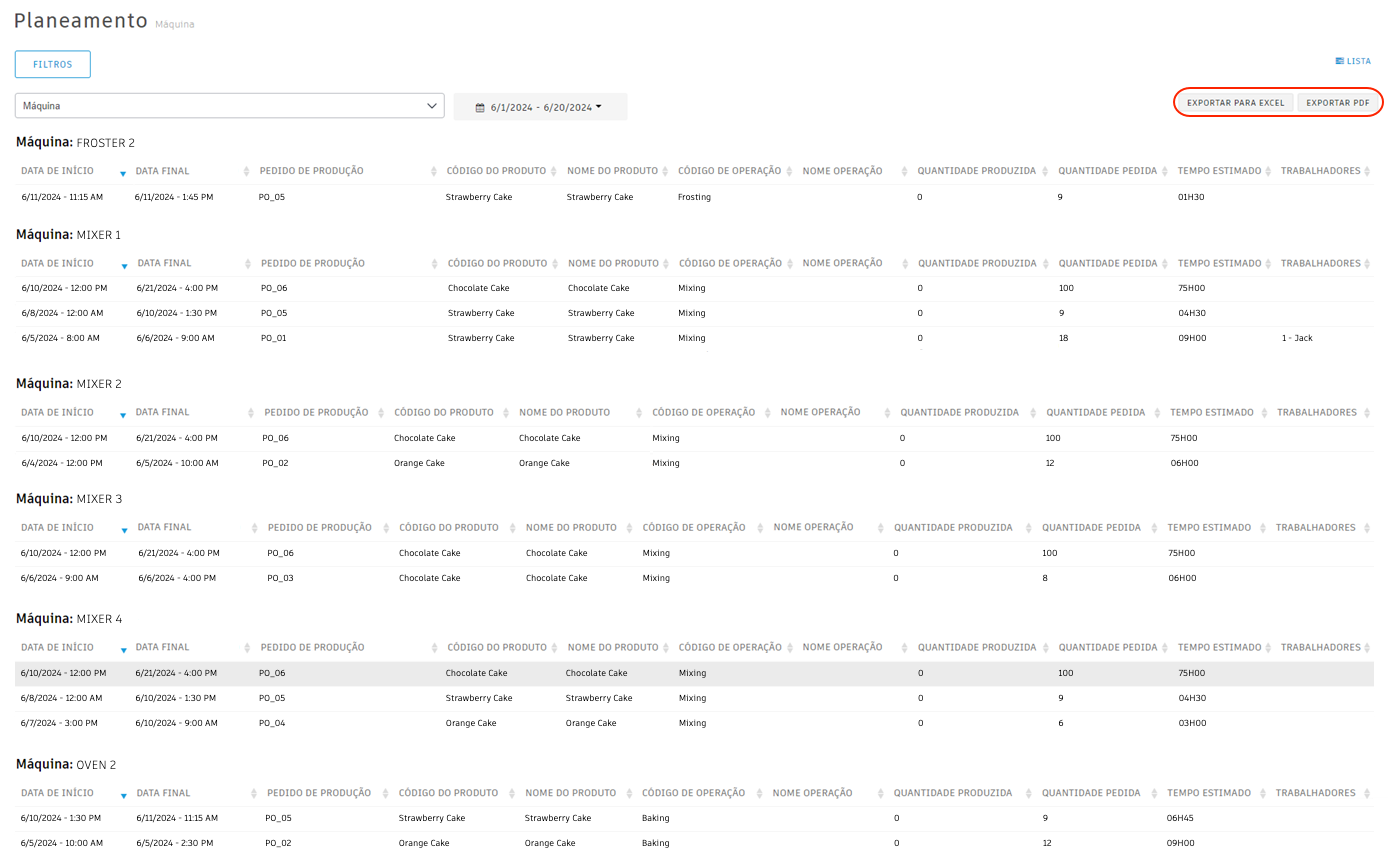 Planeamento Máquina
FILTROS
LISTA
Máquina
6/1/2024 - 6/20/2024
EXPORTAR PARA EXCEL EXPORTAR PDF
Máquina: FROSTER 2
DATA DE INÍCIO DATA FINAL PEDIDO DE PRODUÇÃO CÓDIGO DO PRODUTO NOME DO PRODUTO CÓDIGO DE OPERAÇÃO NOME OPERAÇÃO QUANTIDADE PRODUZIDA QUANTIDADE PEDIDA TEMPO ESTIMADO TRABALHADORES
6/11/2024 - 11:15 AM 6/11/2024 - 1:45 PM PO_05 Strawberry Cake Strawberry Cake Frosting 0 9 01H30
Máquina: MIXER 1
DATA DE INÍCIO DATA FINAL PEDIDO DE PRODUÇÃO CÓDIGO DO PRODUTO NOME DO PRODUTO CÓDIGO DE OPERAÇÃO NOME OPERAÇÃO QUANTIDADE PRODUZIDA QUANTIDADE PEDIDA TEMPO ESTIMADO TRABALHADORES
6/10/2024 - 12:00 PM 6/21/2024 - 4:00 PM PO_06 Chocolate Cake Chocolate Cake Mixing 0 100 75H00
6/8/2024 - 12:00 AM 6/10/2024 - 1:30 PM PO_05 Strawberry Cake Strawberry Cake Mixing 0 9 04H30
6/5/2024 - 8:00 AM 6/6/2024 - 9:00 AM PO_01 Strawberry Cake Strawberry Cake Mixing 0 18 09H00 1 - Jack
Máquina: MIXER 2
DATA DE INÍCIO DATA FINAL PEDIDO DE PRODUÇÃO CÓDIGO DO PRODUTO NOME DO PRODUTO CÓDIGO DE OPERAÇÃO NOME OPERAÇÃO QUANTIDADE PRODUZIDA QUANTIDADE PEDIDA TEMPO ESTIMADO TRABALHADORES
6/10/2024 - 12:00 PM 6/21/2024 - 4:00 PM PO_06 Chocolate Cake Chocolate Cake Mixing 0 100 75H00
6/4/2024 - 12:00 PM 6/5/2024 - 10:00 AM PO_02 Orange Cake Orange Cake Mixing 0 12 06H00
Máquina: MIXER 3
DATA DE INÍCIO DATA FINAL PEDIDO DE PRODUÇÃO CÓDIGO DO PRODUTO NOME DO PRODUTO CÓDIGO DE OPERAÇÃO NOME OPERAÇÃO QUANTIDADE PRODUZIDA QUANTIDADE PEDIDA TEMPO ESTIMADO TRABALHADORES
6/10/2024 - 12:00 PM 6/21/2024 - 4:00 PM PO_06 Chocolate Cake Chocolate Cake Mixing 0 100 75H00
6/6/2024 - 9:00 AM 6/6/2024 - 4:00 PM PO_03 Chocolate Cake Chocolate Cake Mixing 0 8 06H00
Máquina: MIXER 4
DATA DE INÍCIO DATA FINAL PEDIDO DE PRODUÇÃO CÓDIGO DO PRODUTO NOME DO PRODUTO CÓDIGO DE OPERAÇÃO NOME OPERAÇÃO QUANTIDADE PRODUZIDA QUANTIDADE PEDIDA TEMPO ESTIMADO TRABALHADORES
6/10/2024 - 12:00 PM 6/21/2024 - 4:00 PM PO_06 Chocolate Cake Chocolate Cake Mixing 0 100 75H00
6/8/2024 - 12:00 AM 6/10/2024 - 1:30 PM PO_05 Strawberry Cake Strawberry Cake Mixing 0 9 04H30
6/7/2024 - 3:00 PM 6/10/2024 - 9:00 AM PO_04 Orange Cake Orange Cake Mixing 0 6 03H00
Máquina: OVEN 2
DATA DE INÍCIO DATA FINAL PEDIDO DE PRODUÇÃO CÓDIGO DO PRODUTO NOME DO PRODUTO CÓDIGO DE OPERAÇÃO NOME OPERAÇÃO QUANTIDADE PRODUZIDA QUANTIDADE PEDIDA TEMPO ESTIMADO TRABALHADORES
6/10/2024 - 1:30 PM 6/11/2024 - 11:15 AM PO_05 Strawberry Cake Strawberry Cake Baking 0 9 06H45
6/5/2024 - 10:00 AM 6/5/2024 - 2:30 PM PO_02 Orange Cake Orange Cake Baking 0 12 09H00